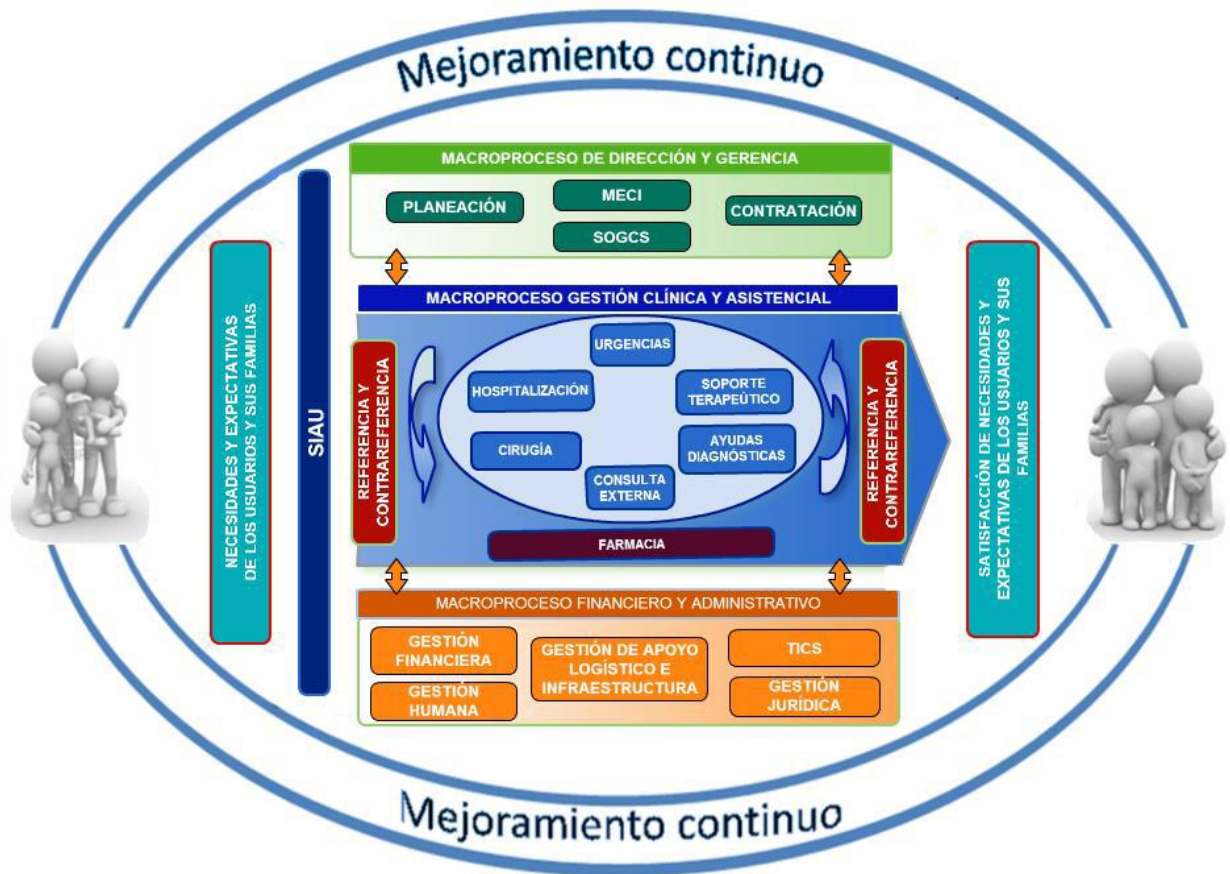 Mejoramiento continuo
MACROPROCESO DE DIRECCIÓN Y GERENCIA
PLANEACIÓN
MECI
SOGCS
CONTRATACIÓN
NECESIDADES Y EXPECTATIVAS
DE LOS USUARIOS Y SUS FAMILIAS
SIAU
MACROPROCESO GESTIÓN CLÍNICA Y ASISTENCIAL
REFERENCIA Y
CONTRAREFERENCIA
URGENCIAS
HOSPITALIZACIÓN
SOPORTE
TERAPEÚTICO
CIRUGÍA
AYUDAS
DIAGNÓSTICAS
CONSULTA
EXTERNA
FARMACIA
REFERENCIA Y
CONTRAREFERENCIA
SATISFACCIÓN DE NECESIDADES Y
EXPECTATIVAS DE LOS USUARIOS Y SUS
FAMILIAS
MACROPROCESO FINANCIERO Y ADMINISTRATIVO
GESTIÓN
FINANCIERA
GESTIÓN
HUMANA
GESTIÓN DE APOYO
LOGÍSTICO E
INFRAESTRUCTURA
TICS
GESTIÓN
JURÍDICA
Mejoramiento continuo